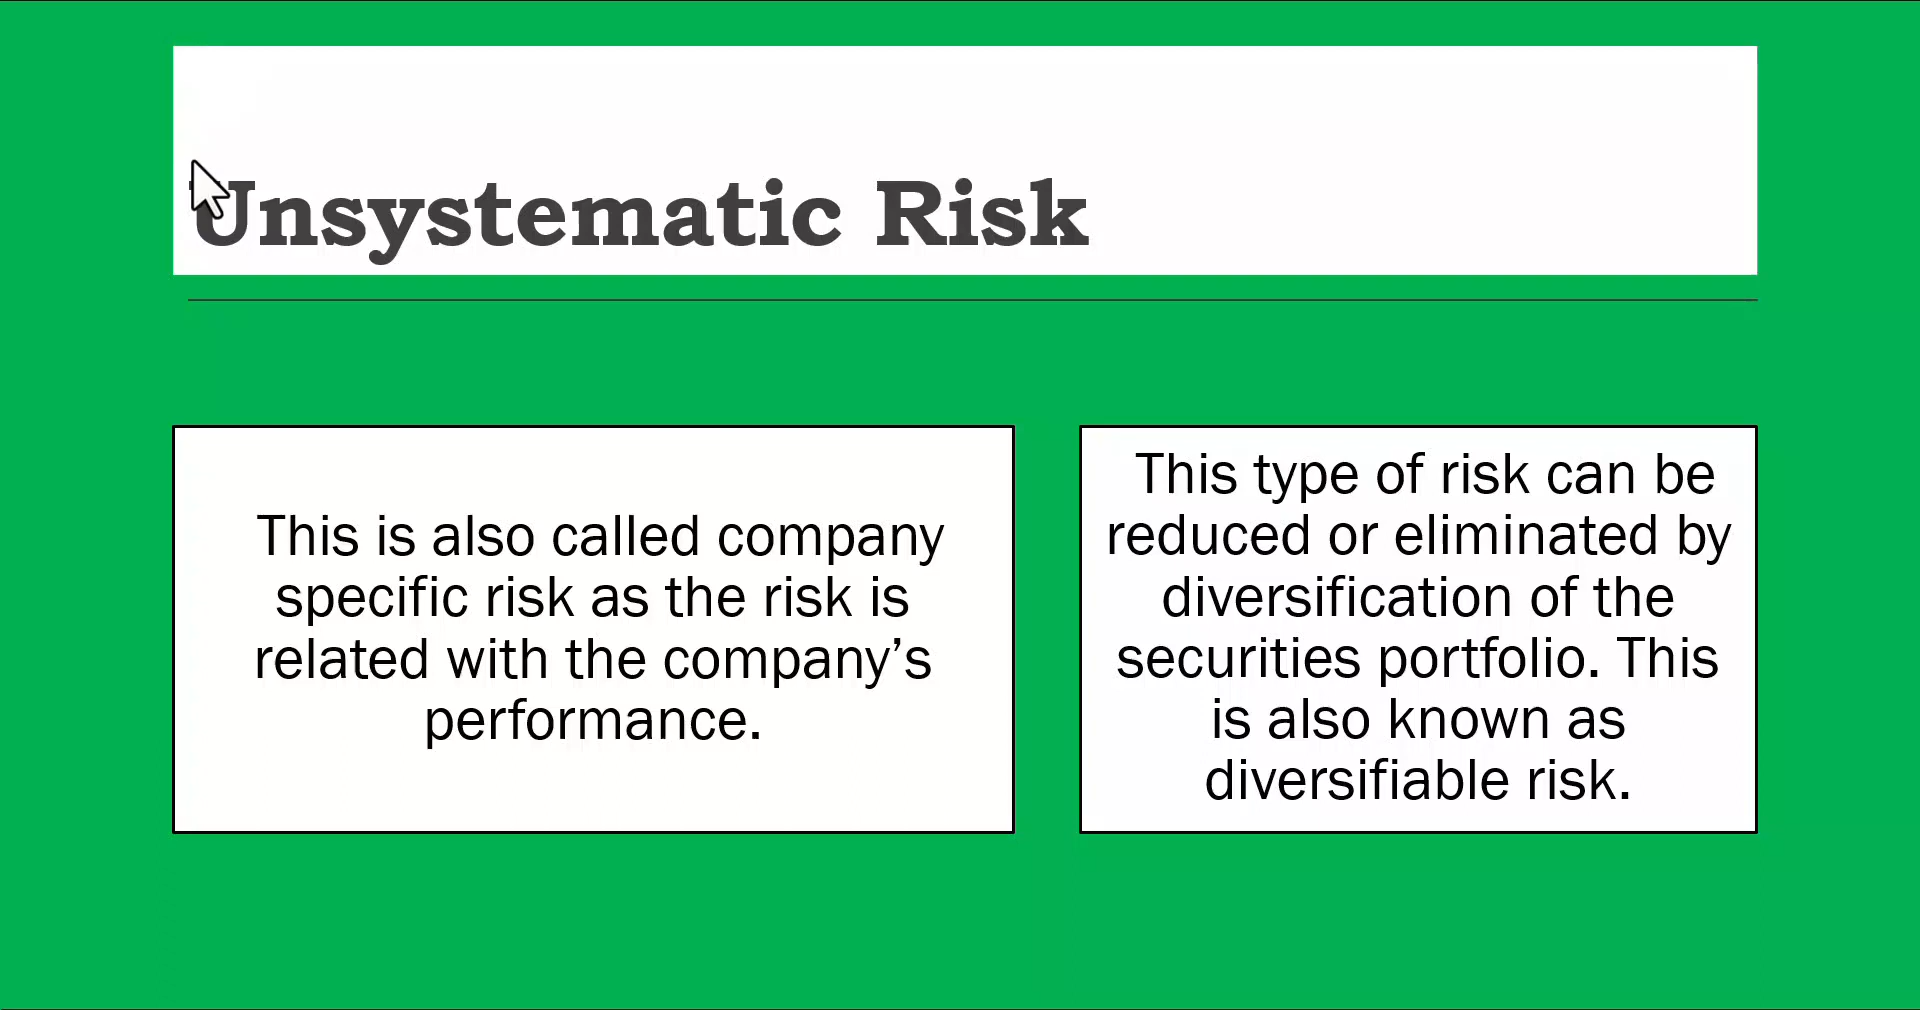 Unsystematic Risk
This is also called company
specific risk as the risk is
related with the company’s
performance.
This type of risk can be
reduced or eliminated by
diversification of the
securities portfolio. This
is also known as
diversifiable risk.